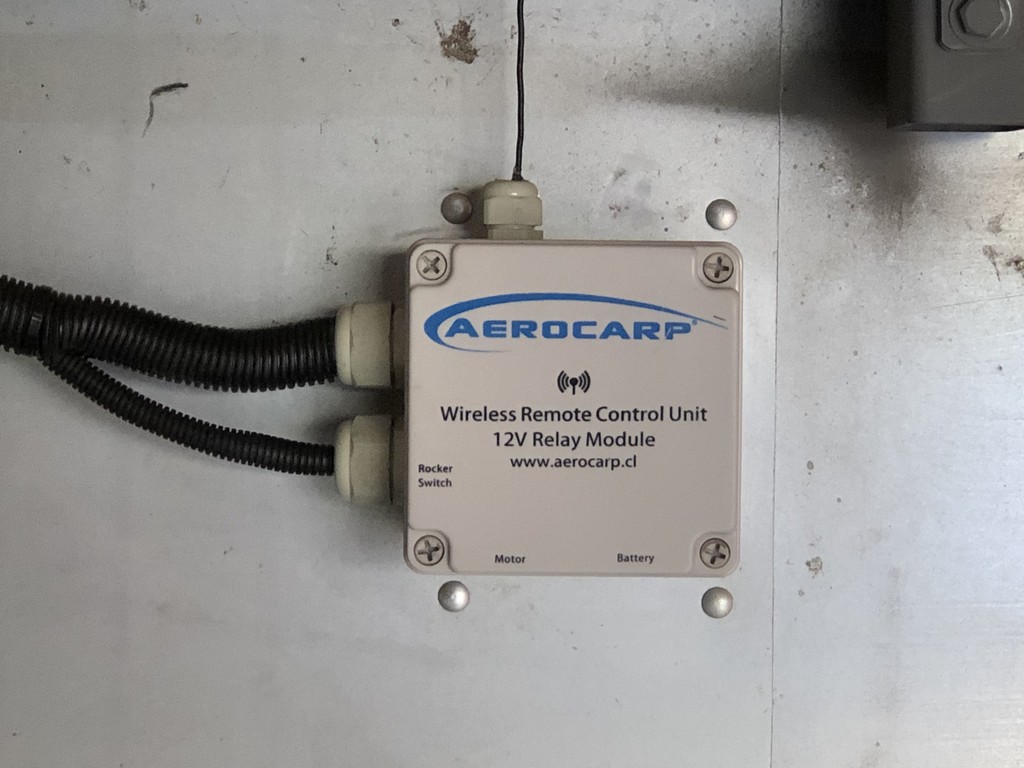 AEROCARP®
Wireless Remote Control Unit
12V Relay Module
www.aerocarp.cl
Rocker
Switch
Motor
Battery